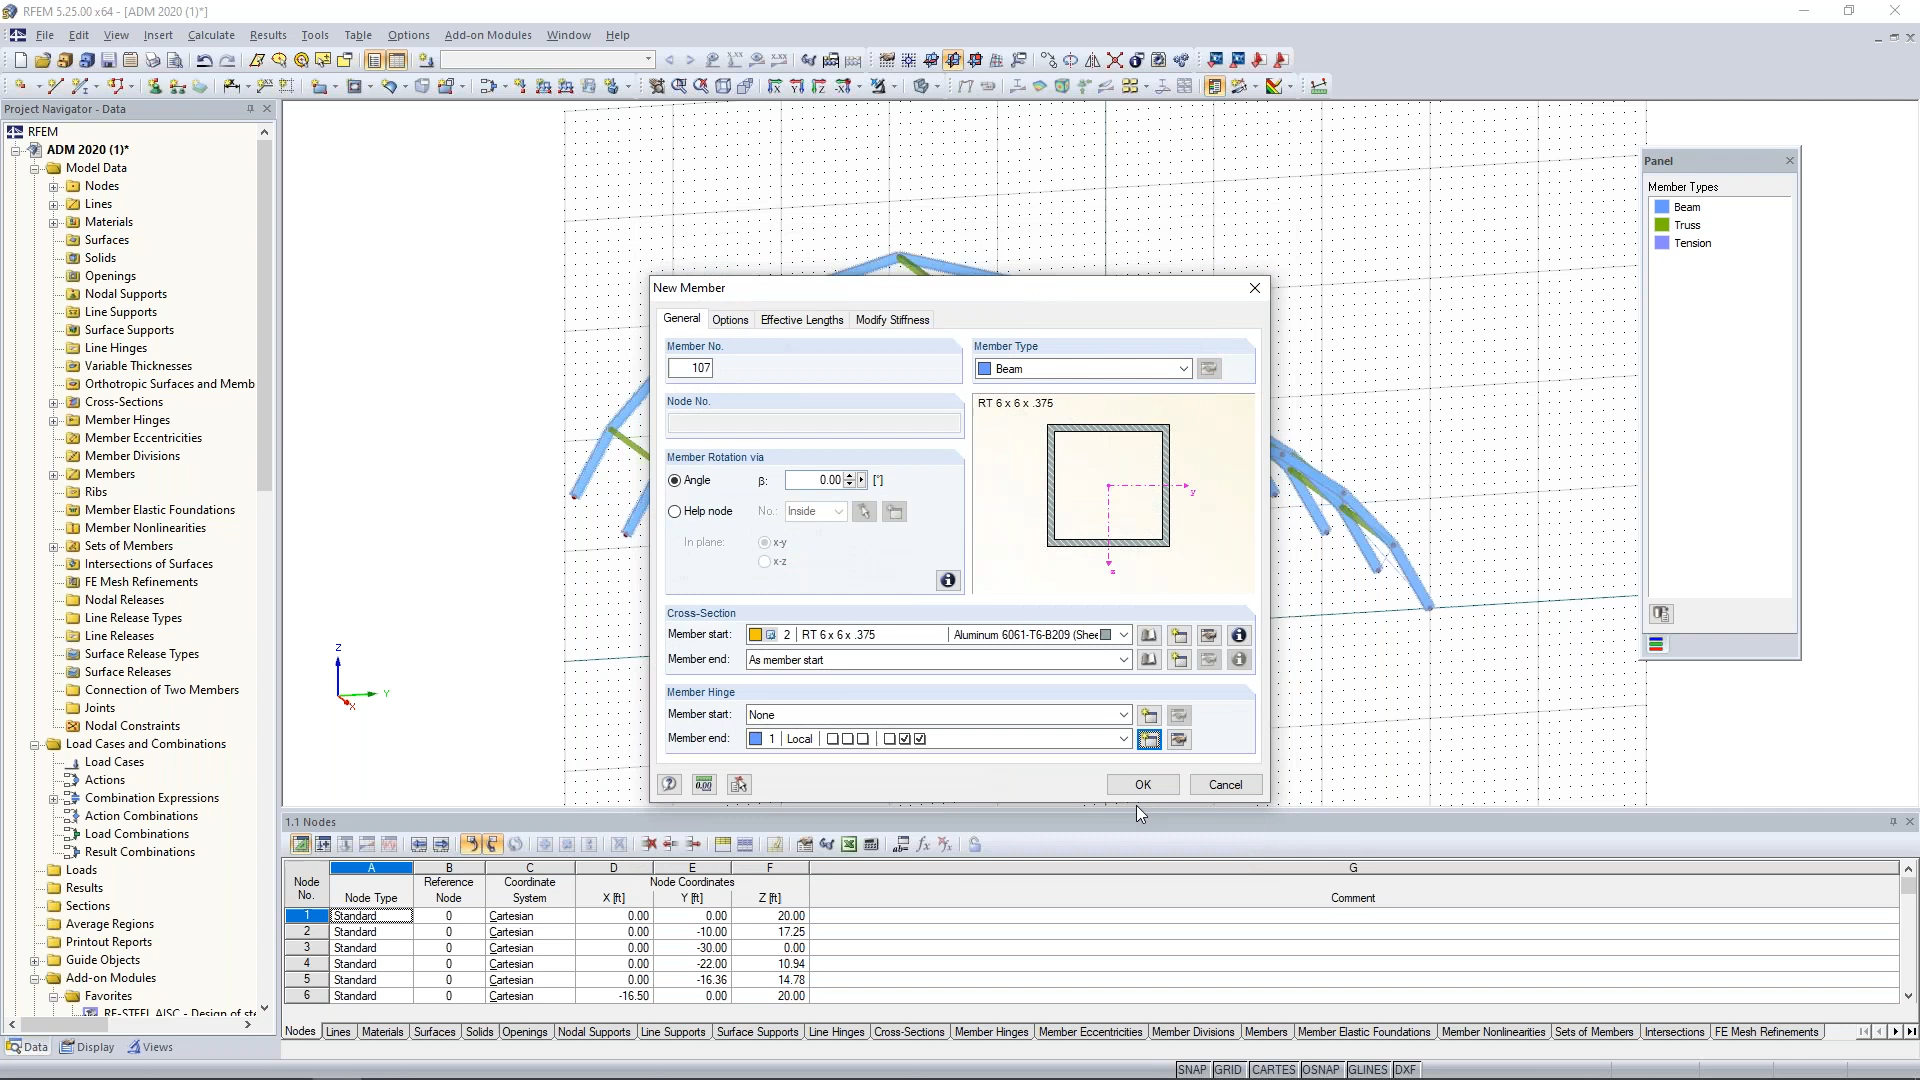 RFEM 5.25.00 x64 - [ADM 2020 (1)*]
File Edit View Insert Calculate Results Tools Table Options Add-on Modules Window Help
Project Navigator - Data
RFEM
ADM 2020 (1)*
Model Data
Nodes
Lines
Materials
Surfaces
Solids
Openings
Nodal Supports
Line Supports
Surface Supports
Line Hinges
Variable Thicknesses
Orthotropic Surfaces and Memb
Cross-Sections
Member Hinges
Member Eccentricities
Member Divisions
Members
Ribs
Member Elastic Foundations
Member Nonlinearities
Sets of Members
Intersections of Surfaces
FE Mesh Refinements
Nodal Releases
Line Release Types
Line Releases
Surface Release Types
Surface Releases
Connection of Two Members
Joints
Nodal Constraints
Load Cases and Combinations
Load Cases
Actions
Combination Expressions
Action Combinations
Load Combinations
Result Combinations
Loads
Results
Sections
Average Regions
Printout Reports
Guide Objects
Add-on Modules
Favorites
RF-STEEL AISC - Design of ste
Data Display Views
Z
Y
X
Panel
Member Types
Beam
Truss
Tension
New Member
General Options Effective Lengths Modify Stiffness
Member No.
107
Member Type
Beam
Node No.
RT 6 x 6 x .375
y
z
Member Rotation via
Angle β: 0.00 [°]
Help node No.: Inside
In plane: x-y
x-z
Cross-Section
Member start: 2 RT 6 x 6 x .375 Aluminum 6061-T6-B209 (Shee
Member end: As member start
Member Hinge
Member start: None
Member end: 1 Local
0.00
OK Cancel
1.1 Nodes
A B C D E F G
Node No. Node Type Reference Node Coordinate System Node Coordinates X [ft] Y [ft] Z [ft] Comment
1 Standard 0 Cartesian 0.00 0.00 20.00
2 Standard 0 Cartesian 0.00 -10.00 17.25
3 Standard 0 Cartesian 0.00 -30.00 0.00
4 Standard 0 Cartesian 0.00 -22.00 10.94
5 Standard 0 Cartesian 0.00 -16.36 14.78
6 Standard 0 Cartesian -16.50 0.00 20.00
Nodes Lines Materials Surfaces Solids Openings Nodal Supports Line Supports Surface Supports Line Hinges Cross-Sections Member Hinges Member Eccentricities Member Divisions Members Member Elastic Foundations Member Nonlinearities Sets of Members Intersections FE Mesh Refinements
SNAP GRID CARTES OSNAP GLINES DXF